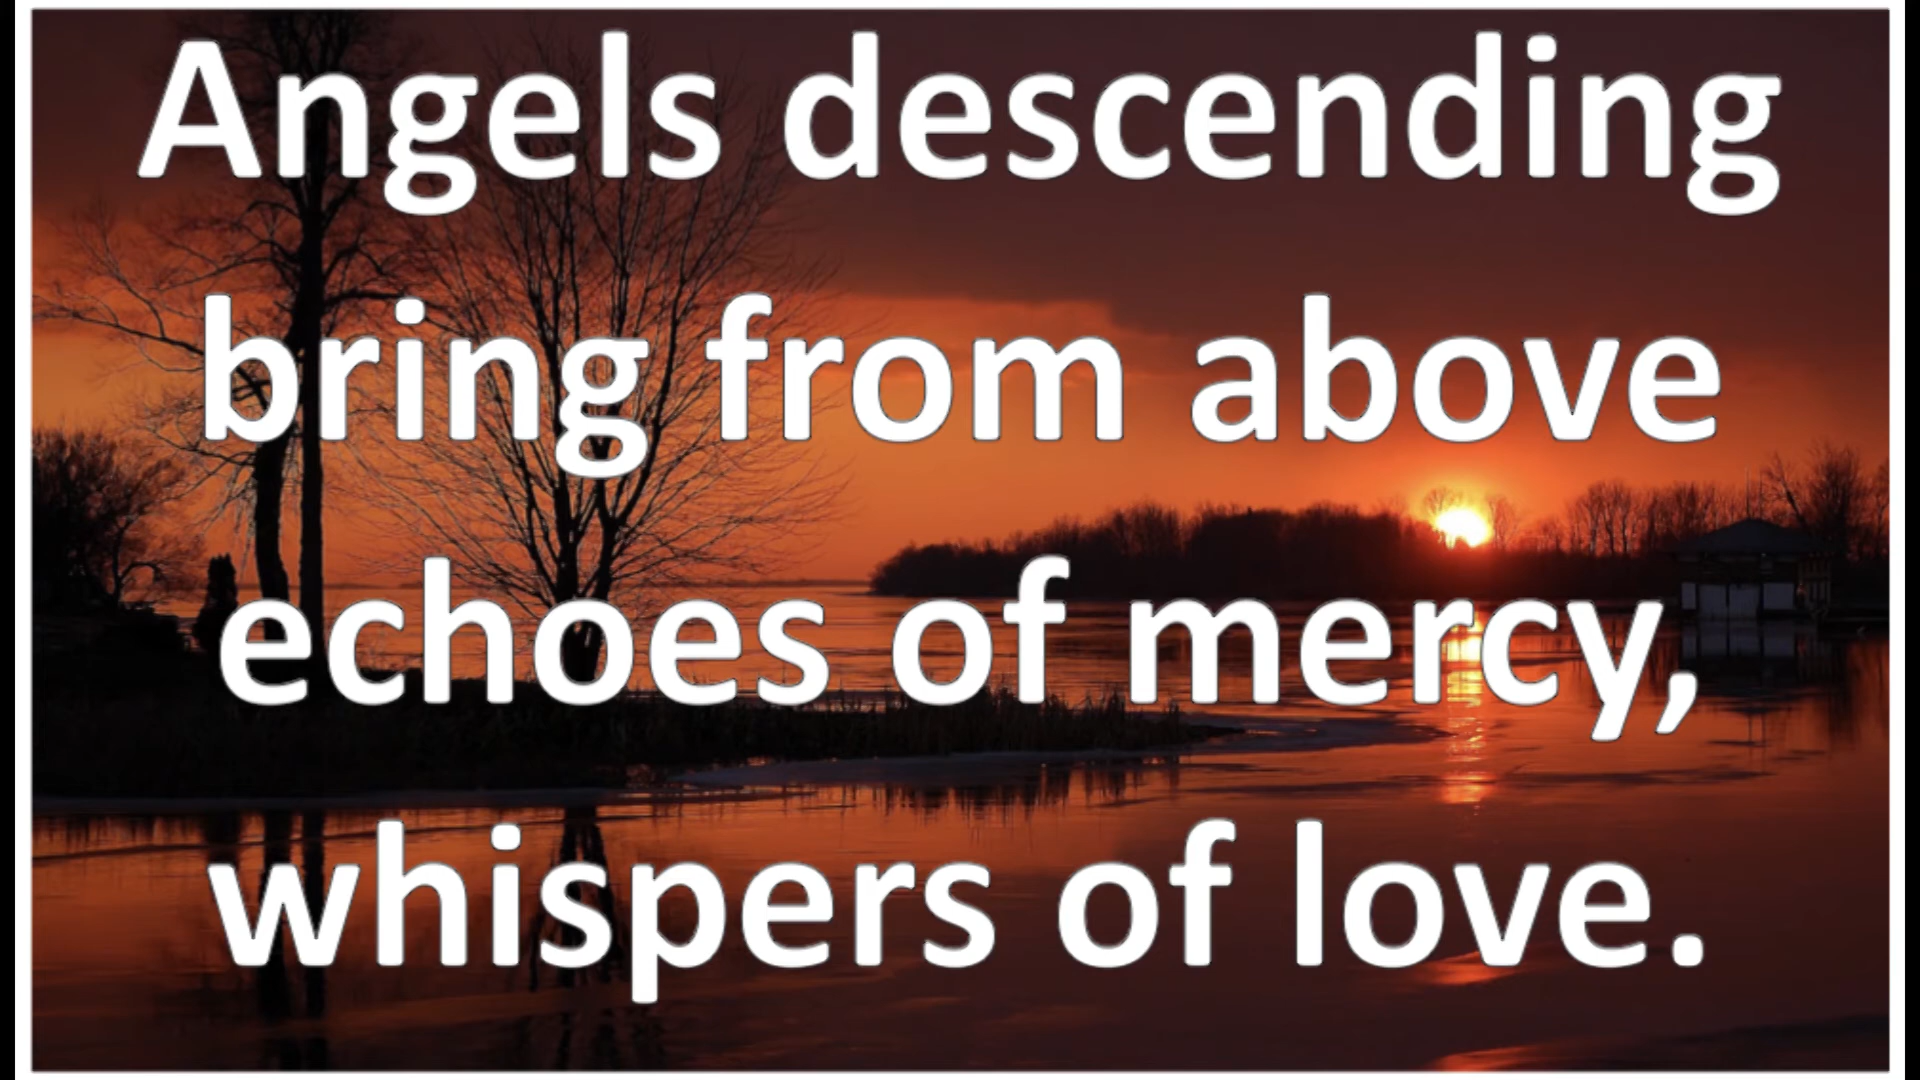 Angels descending
bring from above
echoes of mercy,
whispers of love.